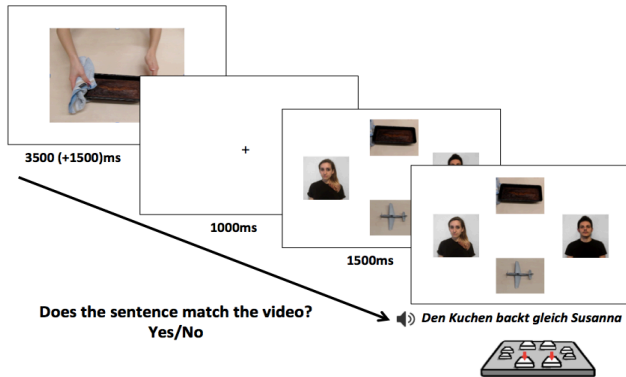 3500 (+1500)ms
+
1000ms
1500ms
Den Kuchen backt gleich Susanna
Does the sentence match the video?
Yes/No